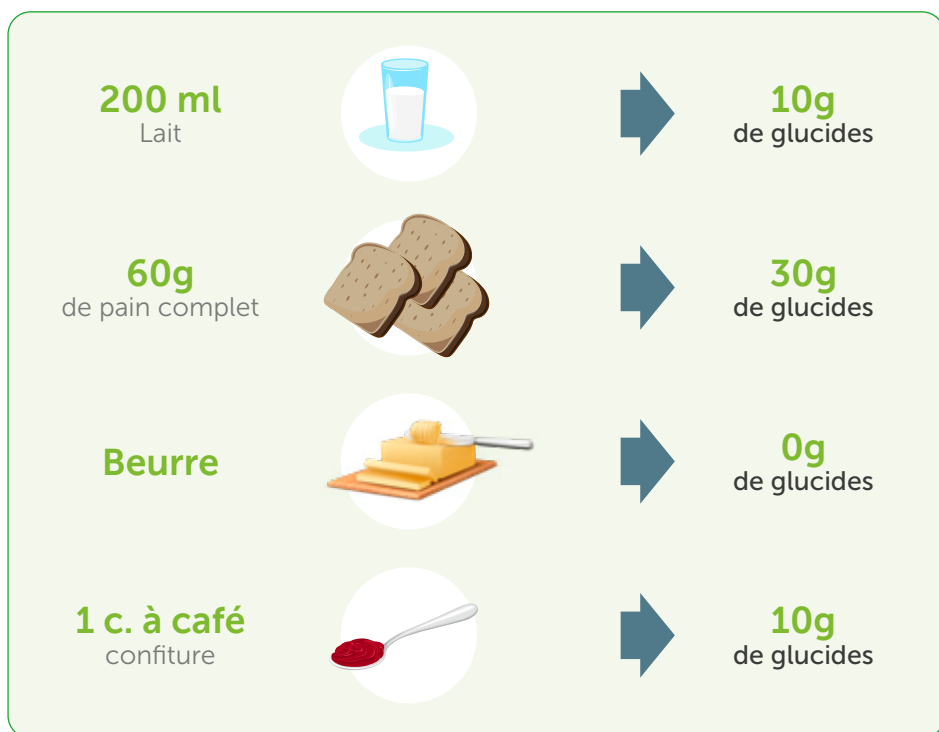 200 ml
Lait
10g
de glucides
60g
de pain complet
30g
de glucides
Beurre
0g
de glucides
1 c. à café
confiture
10g
de glucides